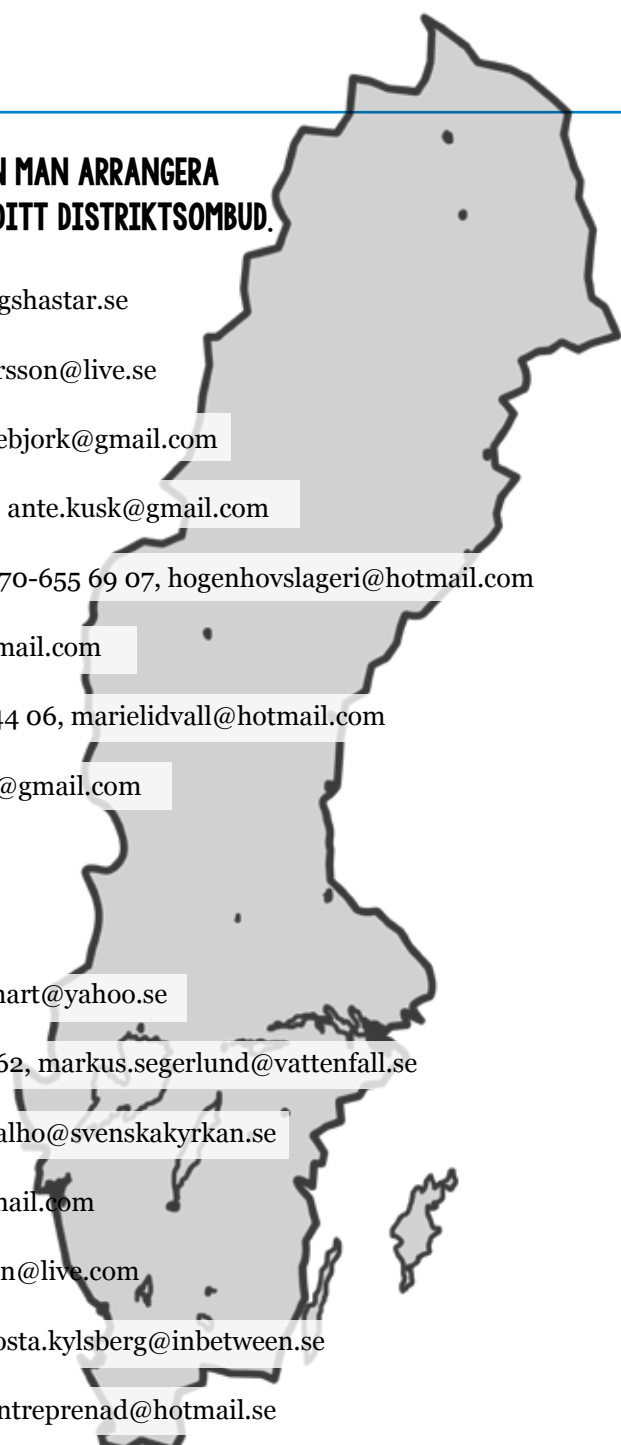 N MAN ARRANGERA
DITT DISTRIKTSOMBUD.
gshastar.se
rsson@live.se
ebjork@gmail.com
ante.kusk@gmail.com
70-655 69 07, hogenhovslageri@hotmail.com
mail.com
44 06, marielidvall@hotmail.com
@gmail.com
hart@yahoo.se
62, markus.segerlund@vattenfall.se
alho@svenskakyrkan.se
nail.com
n@live.com
osta.kylsberg@inbetween.se
ntreprenad@hotmail.se